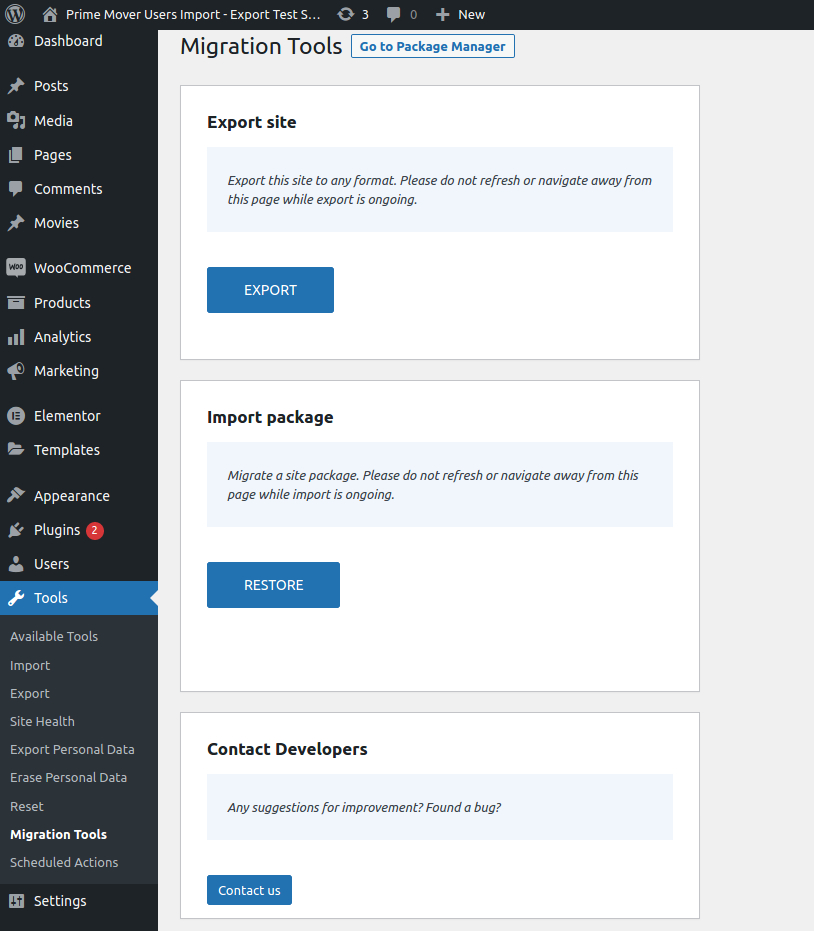 Prime Mover Users Import - Export Test S... 3 0 New
Dashboard
Posts
Media
Pages
Comments
Movies
WOO WooCommerce
Products
Analytics
Marketing
Elementor
Templates
Appearance
Plugins 2
Users
Tools
Available Tools
Import
Export
Site Health
Export Personal Data
Erase Personal Data
Reset
Migration Tools
Scheduled Actions
Settings
Migration Tools Go to Package Manager
Export site
Export this site to any format. Please do not refresh or navigate away from
this page while export is ongoing.
EXPORT
Import package
Migrate a site package. Please do not refresh or navigate away from this
page while import is ongoing.
RESTORE
Contact Developers
Any suggestions for improvement? Found a bug?
Contact us